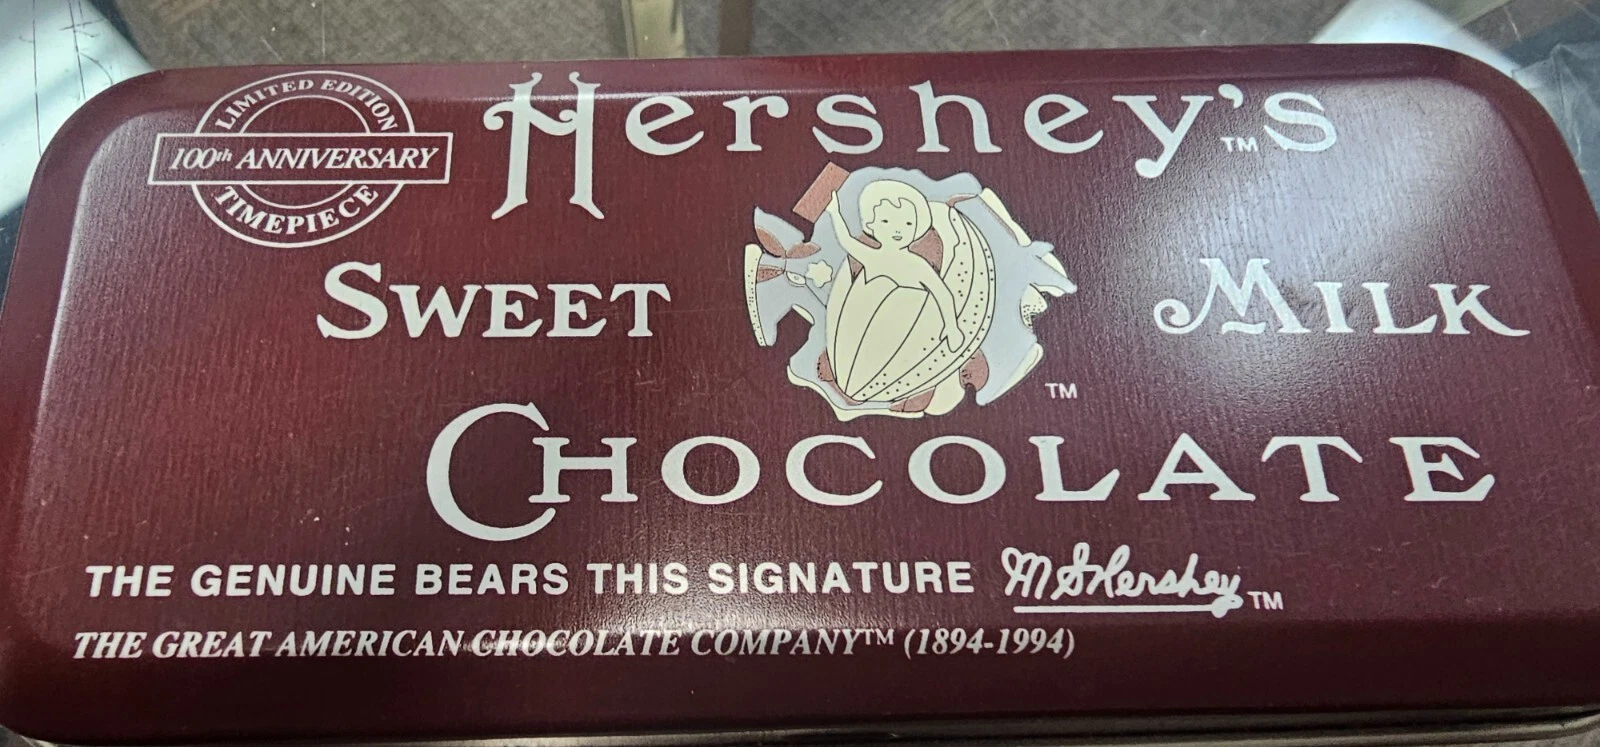 LIMITED EDITION
100th ANNIVERSARY
TIMEPIECE
Hershey's™
SWEET MILK
™
CHOCOLATE
THE GENUINE BEARS THIS SIGNATURE M S Hershey™
THE GREAT AMERICAN CHOCOLATE COMPANY™ (1894-1994)